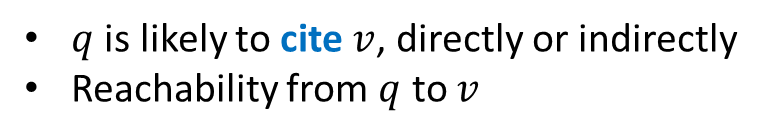 • 𝑞 is likely to cite 𝑣, directly or indirectly
• Reachability from 𝑞 to 𝑣